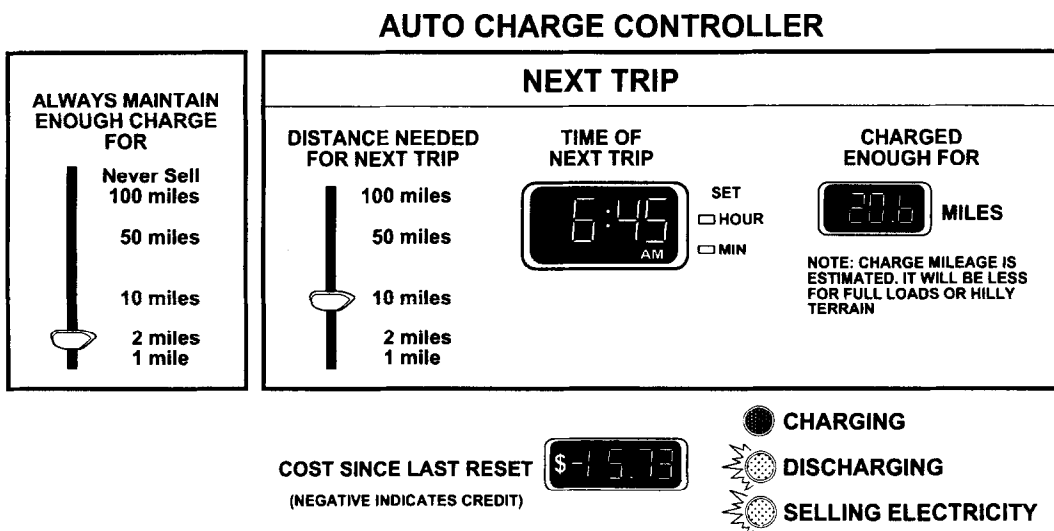 AUTO CHARGE CONTROLLER
ALWAYS MAINTAIN
ENOUGH CHARGE
FOR
Never Sell
100 miles
50 miles
10 miles
2 miles
1 mile
NEXT TRIP
DISTANCE NEEDED
FOR NEXT TRIP
100 miles
50 miles
10 miles
2 miles
1 mile
TIME OF
NEXT TRIP
6:45
AM
SET
HOUR
MIN
CHARGED
ENOUGH FOR
20.6 MILES
NOTE: CHARGE MILEAGE IS
ESTIMATED. IT WILL BE LESS
FOR FULL LOADS OR HILLY
TERRAIN
COST SINCE LAST RESET
(NEGATIVE INDICATES CREDIT)
$-15.73
CHARGING
DISCHARGING
SELLING ELECTRICITY